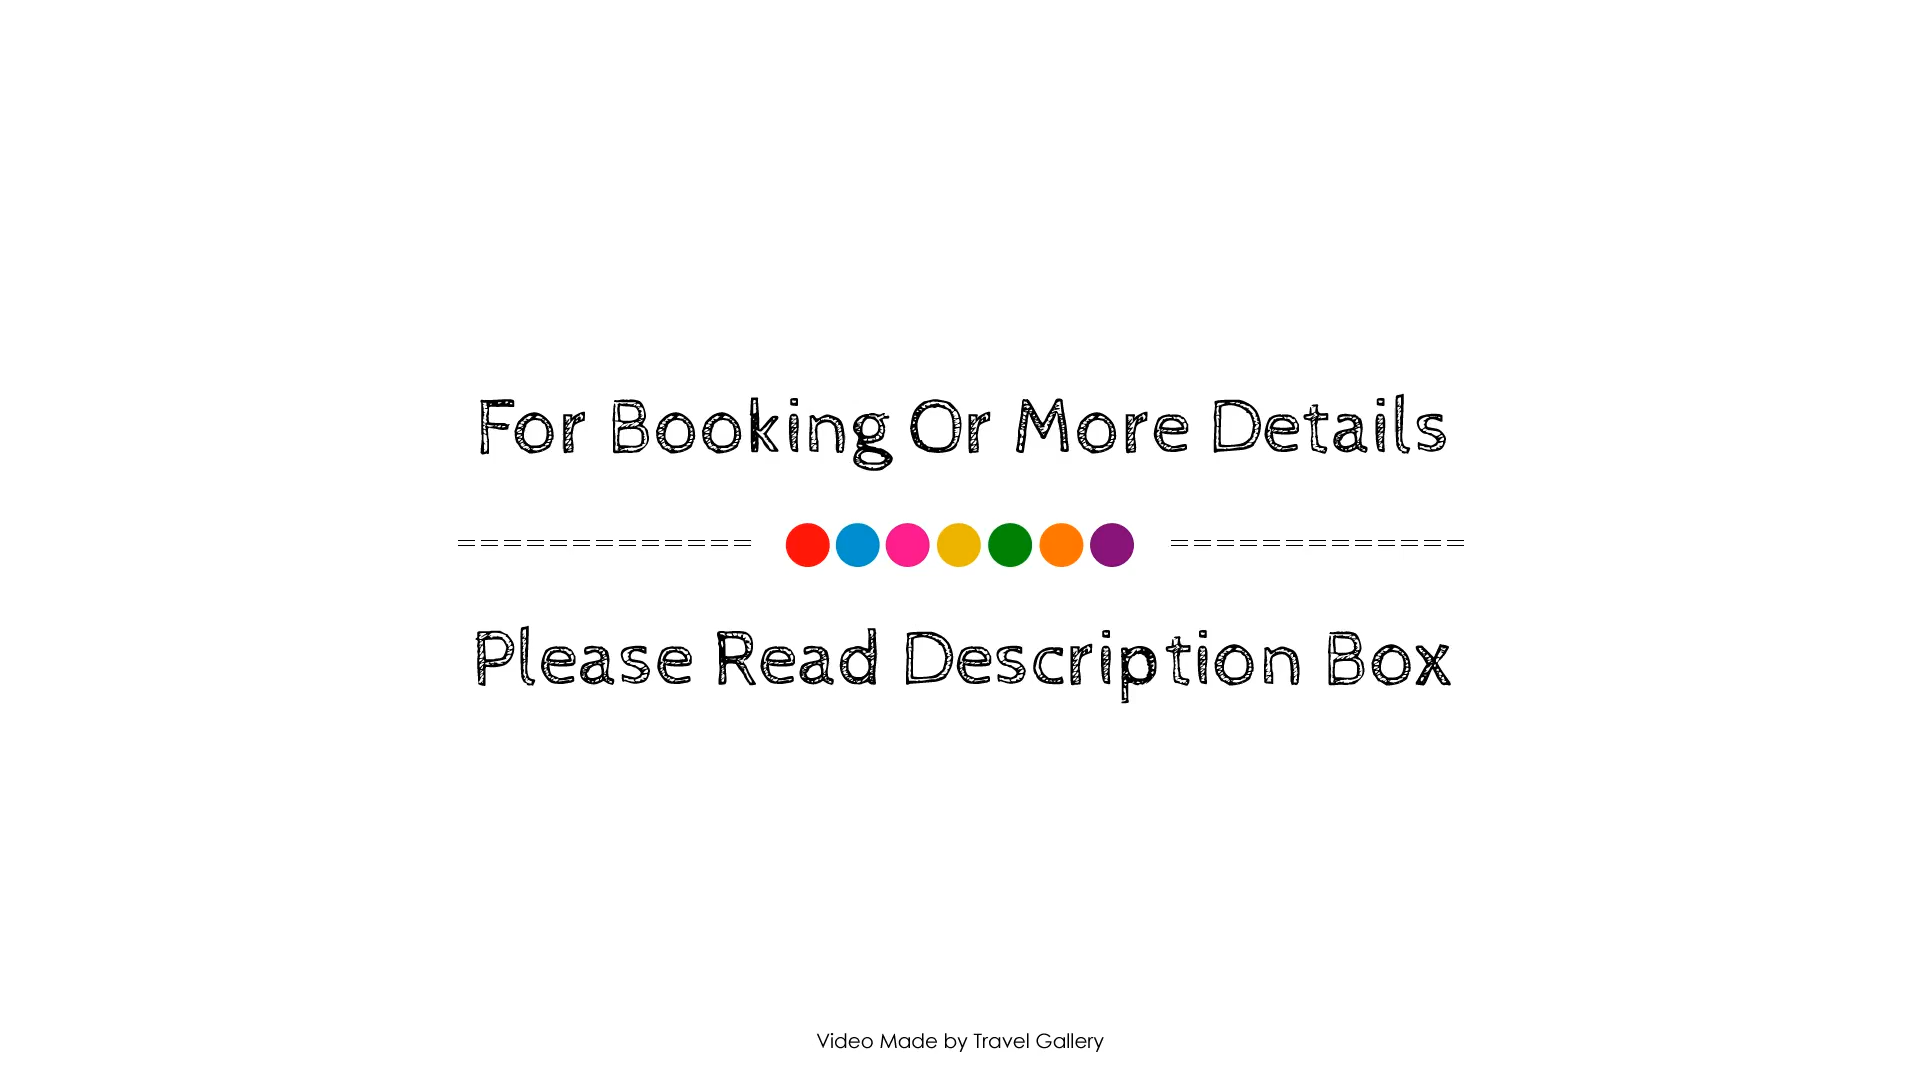 For Booking Or More Details
============= =============
Please Read Description Box
Video Made by Travel Gallery